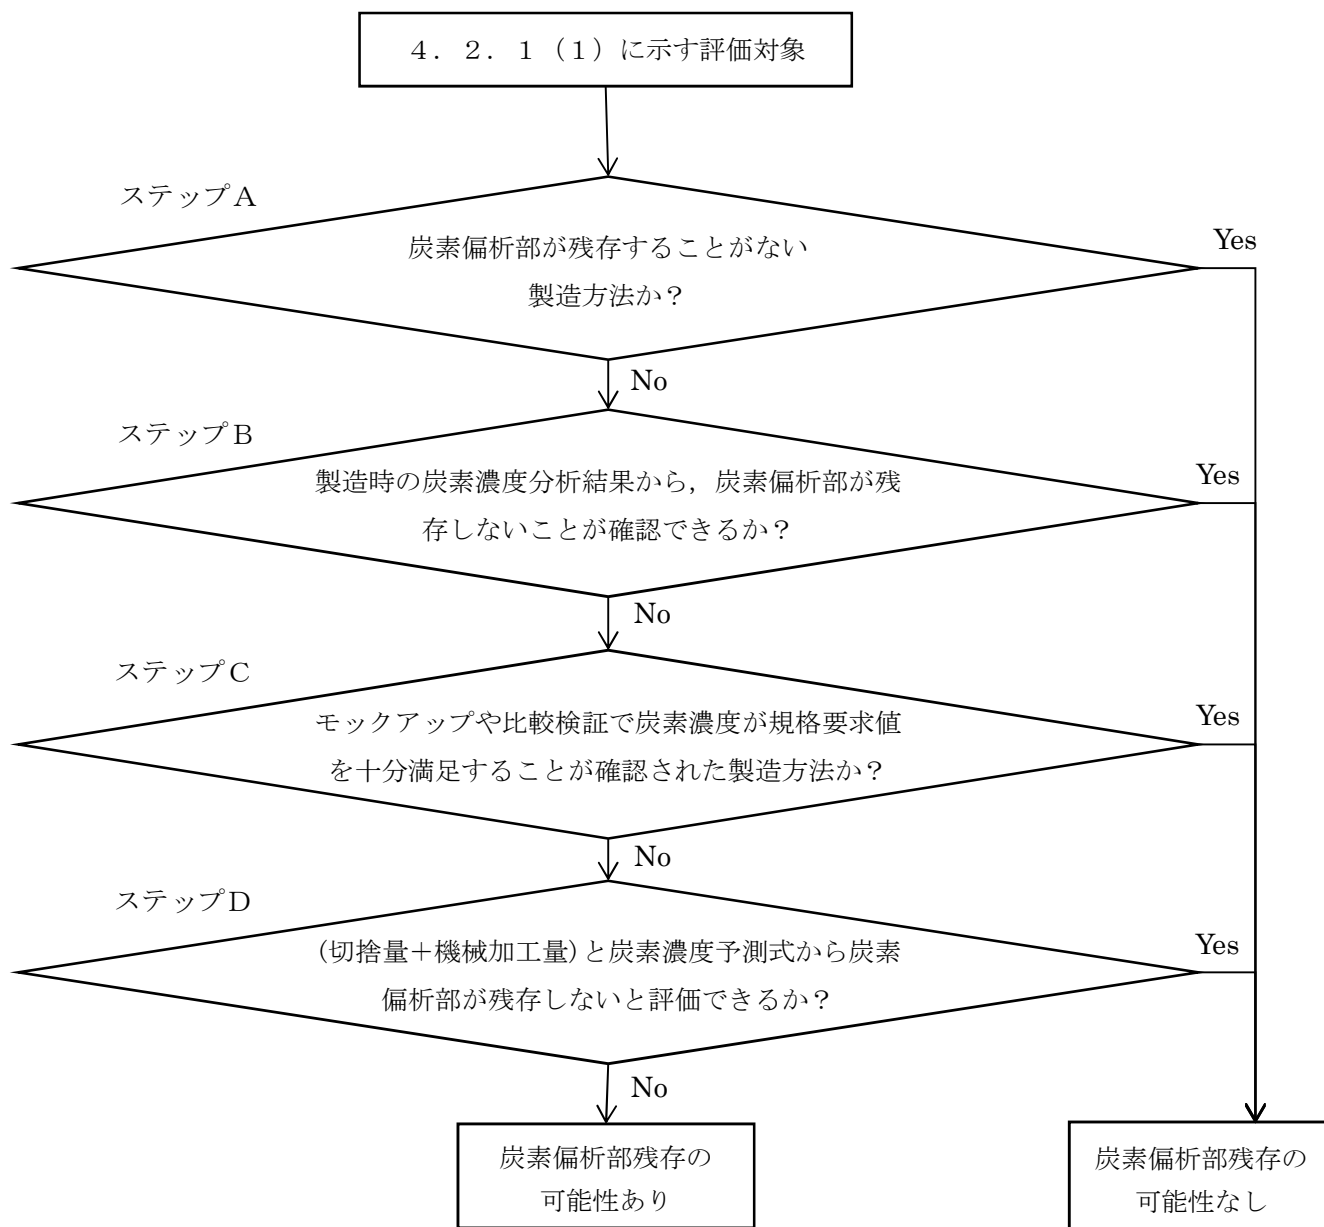 ４．２．１（１）に示す評価対象
ステップＡ
炭素偏析部が残存することがない
製造方法か？
Yes
No
ステップＢ
製造時の炭素濃度分析結果から，炭素偏析部が残
存しないことが確認できるか？
Yes
No
ステップＣ
モックアップや比較検証で炭素濃度が規格要求値
を十分満足することが確認された製造方法か？
Yes
No
ステップＤ
(切捨量＋機械加工量)と炭素濃度予測式から炭素
偏析部が残存しないと評価できるか？
Yes
No
炭素偏析部残存の
可能性あり
炭素偏析部残存の
可能性なし